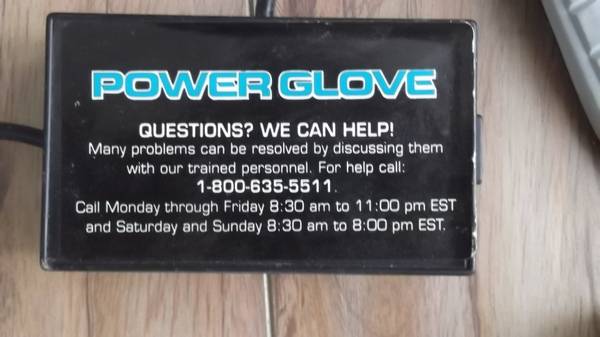 POWER GLOVE
QUESTIONS? WE CAN HELP!
Many problems can be resolved by discussing them
with our trained personnel. For help call:
1-800-635-5511.
Call Monday through Friday 8:30 am to 11:00 pm EST
and Saturday and Sunday 8:30 am to 8:00 pm EST.